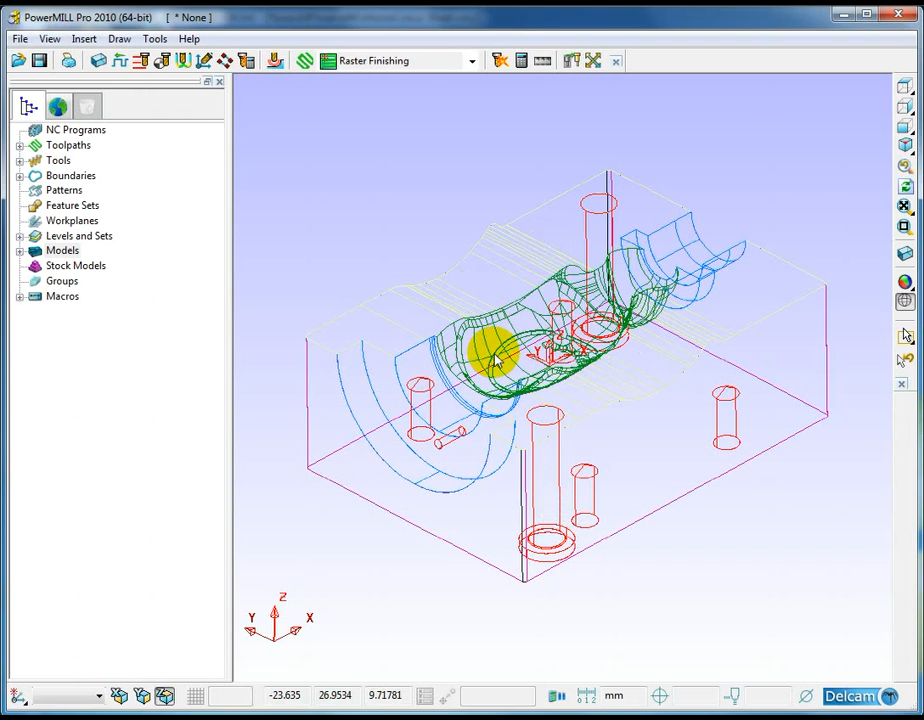 PowerMILL Pro 2010 (64-bit) [ * None ]
File View Insert Draw Tools Help
Raster Finishing
NC Programs
Toolpaths
Tools
Boundaries
Patterns
Feature Sets
Workplanes
Levels and Sets
Models
Stock Models
Groups
Macros
Z
Y X
Z
Y X
-23.635 26.9534 9.71781 mm Delcam